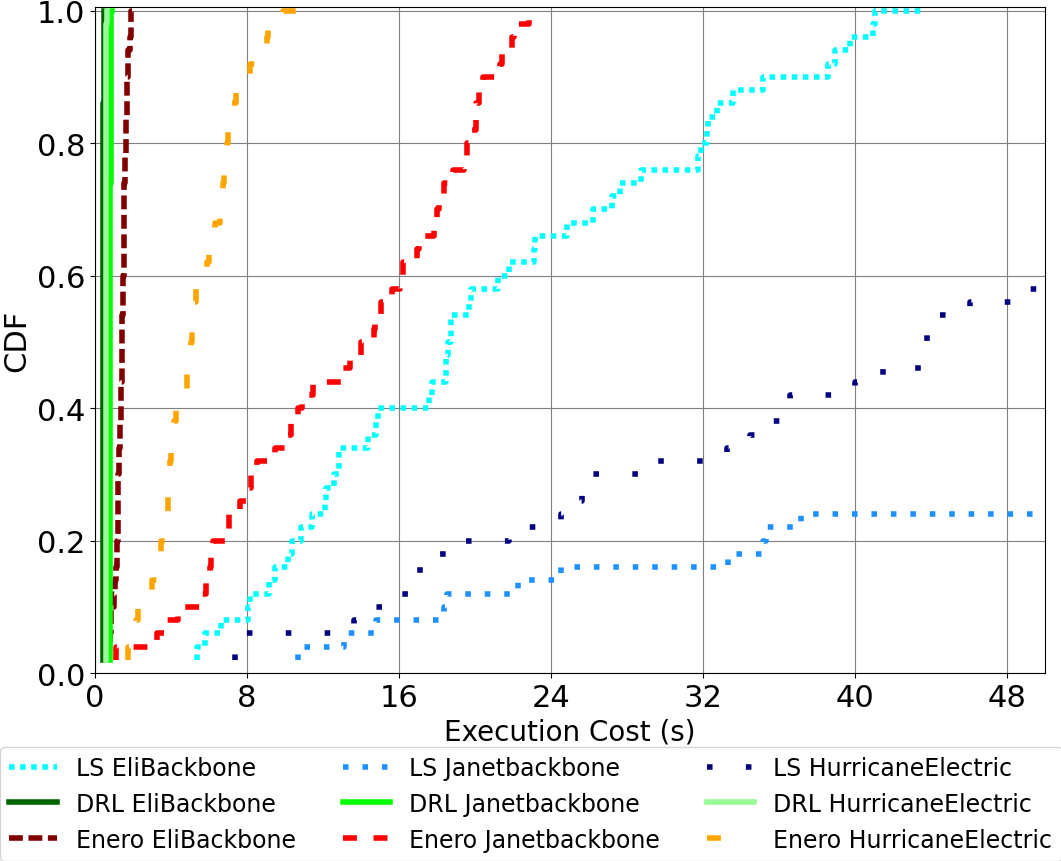 1.0
0.8
0.6
0.4
0.2
0.0
CDF
0 8 16 24 32 40 48
Execution Cost (s)
LS EliBackbone LS Janetbackbone LS HurricaneElectric
DRL EliBackbone DRL Janetbackbone DRL HurricaneElectric
Enero EliBackbone Enero Janetbackbone Enero HurricaneElectric